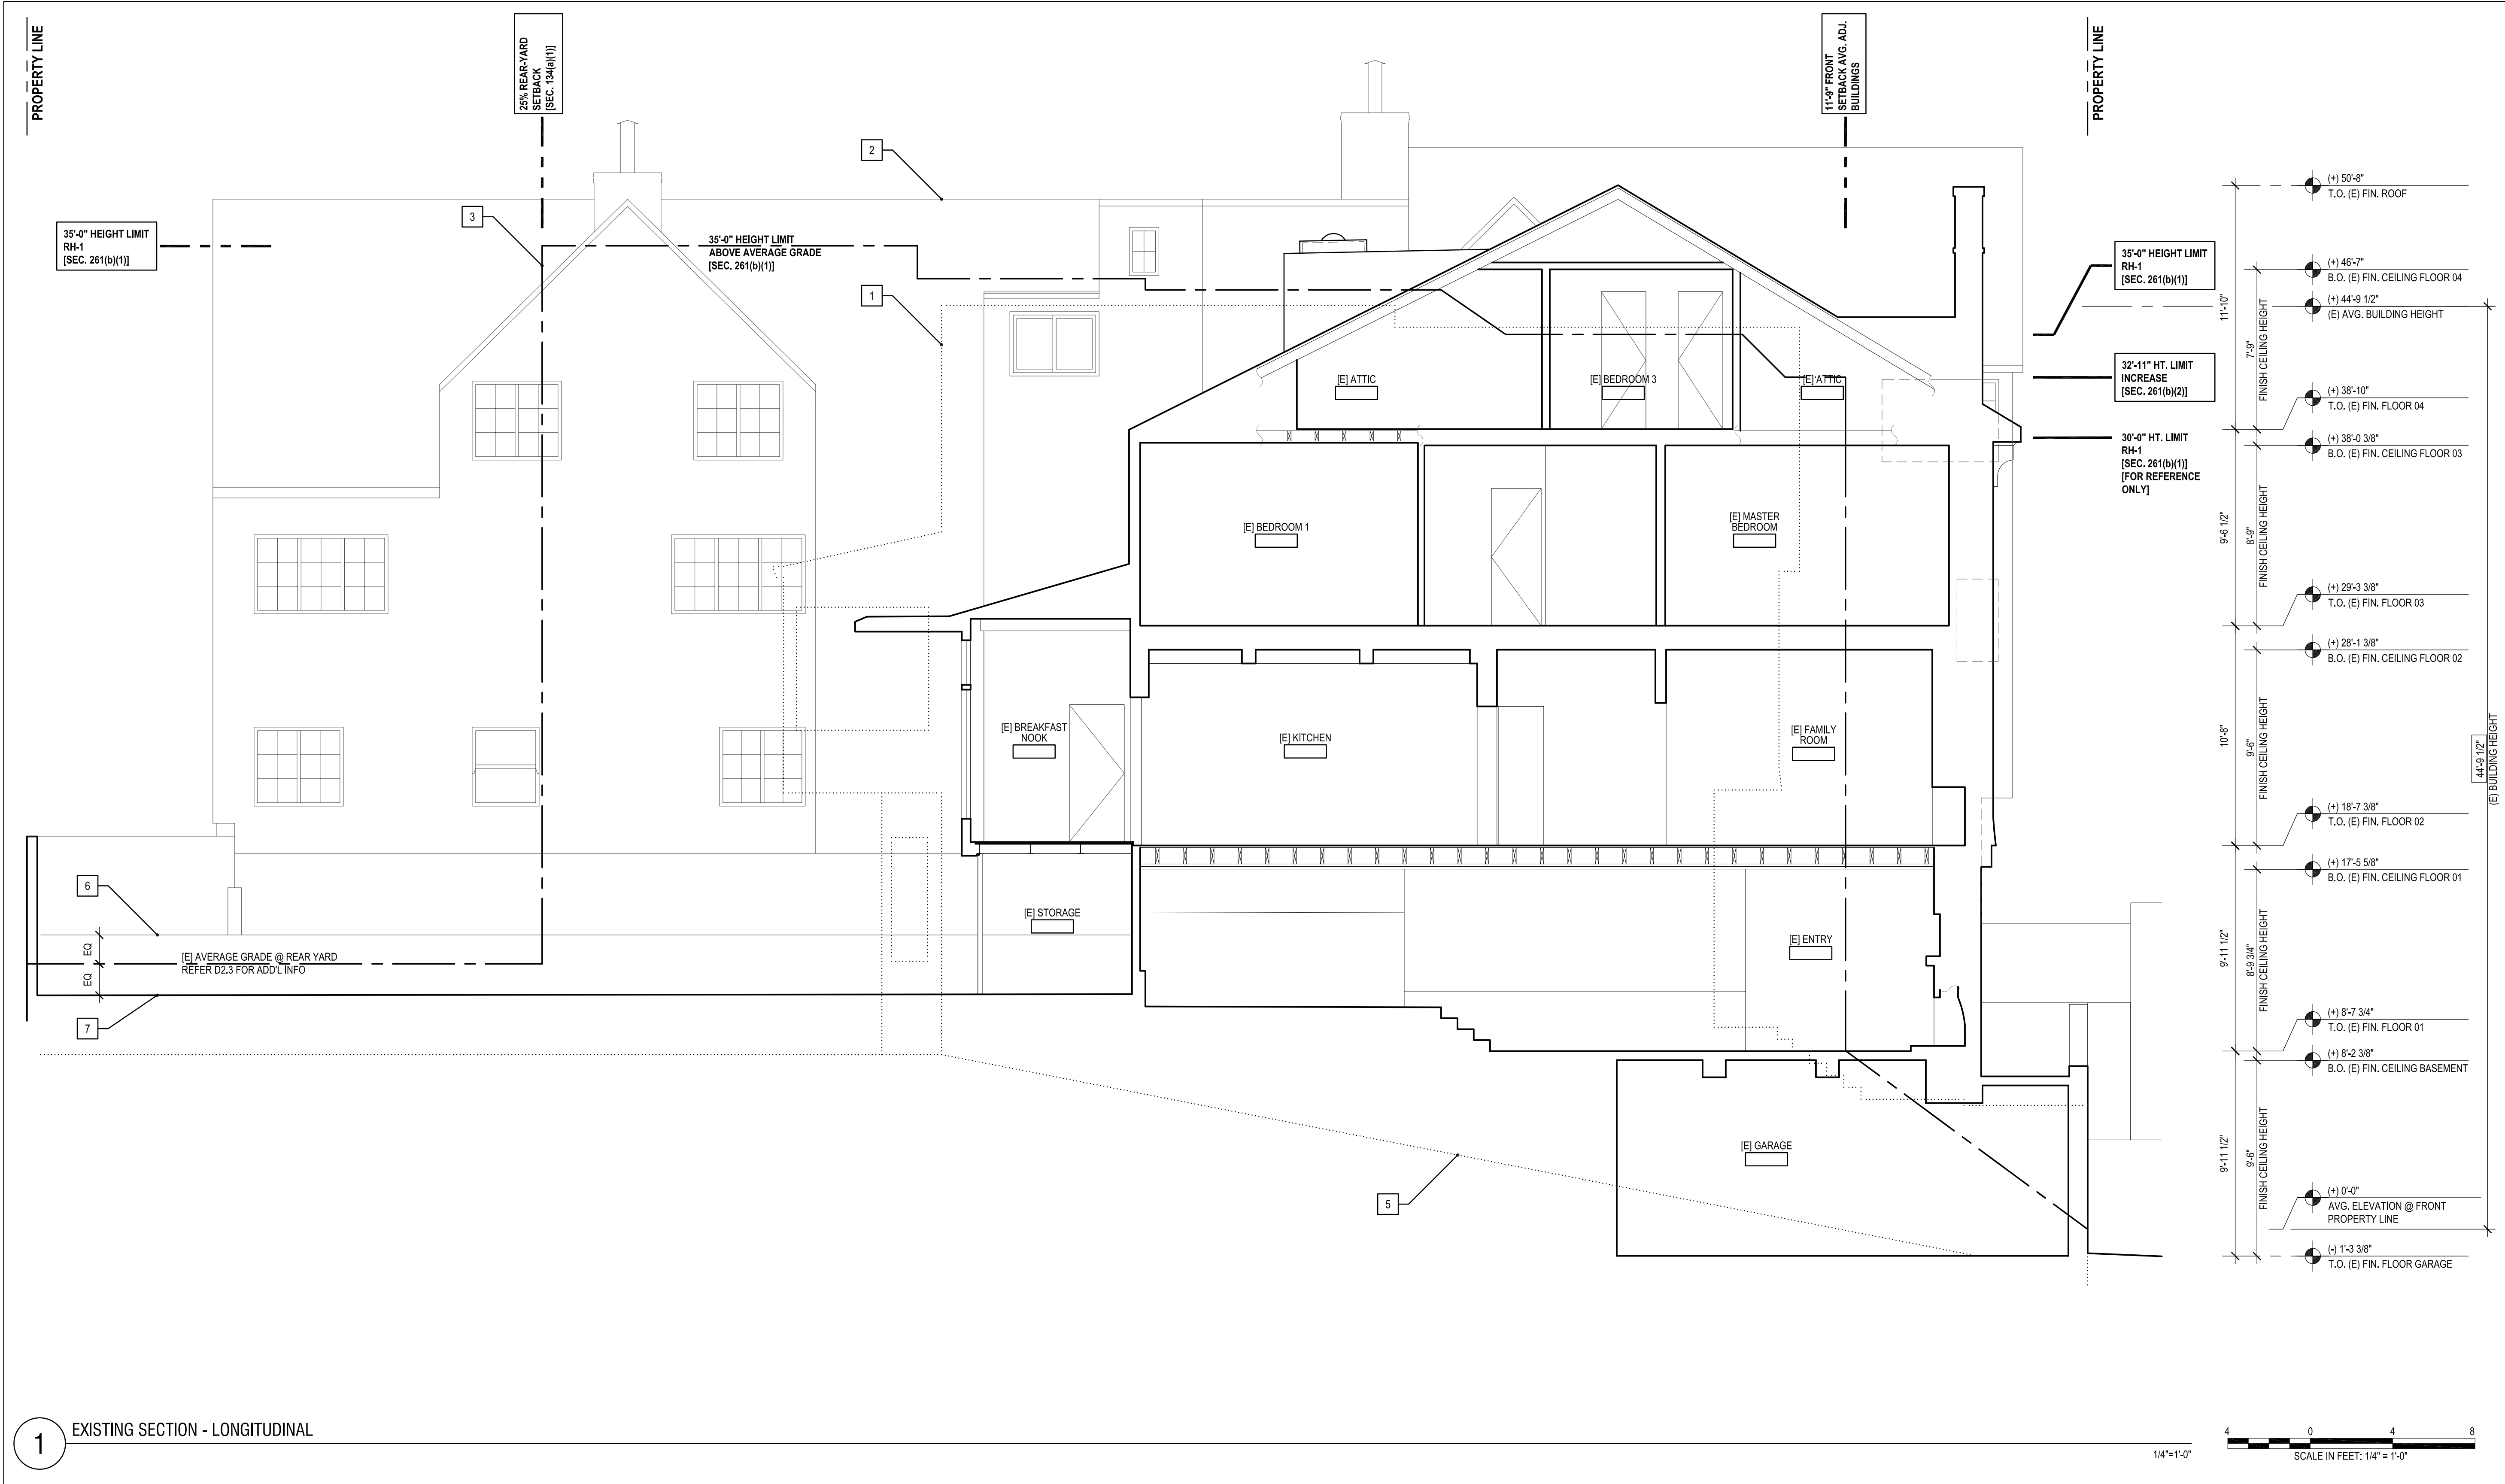 PROPERTY LINE
25% REAR-YARD
SETBACK
[SEC. 134(a)(1)]
11'-9" FRONT
SETBACK AVG. ADJ.
BUILDINGS
PROPERTY LINE
2
3
1
35'-0" HEIGHT LIMIT
RH-1
[SEC. 261(b)(1)]
35'-0" HEIGHT LIMIT
ABOVE AVERAGE GRADE
[SEC. 261(b)(1)]
35'-0" HEIGHT LIMIT
RH-1
[SEC. 261(b)(1)]
32'-11" HT. LIMIT
INCREASE
[SEC. 261(b)(2)]
30'-0" HT. LIMIT
RH-1
[SEC. 261(b)(1)]
[FOR REFERENCE
ONLY]
[E] ATTIC
[E] BEDROOM 3
[E] ATTIC
[E] BEDROOM 1
[E] MASTER
BEDROOM
[E] BREAKFAST
NOOK
[E] KITCHEN
[E] FAMILY
ROOM
[E] STORAGE
[E] ENTRY
[E] GARAGE
6
EQ
EQ
[E] AVERAGE GRADE @ REAR YARD
REFER D2.3 FOR ADD'L INFO
7
5
11'-10"
9'-6 1/2"
10'-8"
9'-11 1/2"
9'-11 1/2"
7'-9"
FINISH CEILING HEIGHT
8'-9"
FINISH CEILING HEIGHT
9'-6"
FINISH CEILING HEIGHT
8'-9 3/4"
FINISH CEILING HEIGHT
9'-6"
FINISH CEILING HEIGHT
(+) 50'-8"
T.O. (E) FIN. ROOF
(+) 46'-7"
B.O. (E) FIN. CEILING FLOOR 04
(+) 44'-9 1/2"
(E) AVG. BUILDING HEIGHT
(+) 38'-10"
T.O. (E) FIN. FLOOR 04
(+) 38'-0 3/8"
B.O. (E) FIN. CEILING FLOOR 03
(+) 29'-3 3/8"
T.O. (E) FIN. FLOOR 03
(+) 28'-1 3/8"
B.O. (E) FIN. CEILING FLOOR 02
(+) 18'-7 3/8"
T.O. (E) FIN. FLOOR 02
(+) 17'-5 5/8"
B.O. (E) FIN. CEILING FLOOR 01
(+) 8'-7 3/4"
T.O. (E) FIN. FLOOR 01
(+) 8'-2 3/8"
B.O. (E) FIN. CEILING BASEMENT
(+) 0'-0"
AVG. ELEVATION @ FRONT
PROPERTY LINE
(-) 1'-3 3/8"
T.O. (E) FIN. FLOOR GARAGE
44'-9 1/2"
(E) BUILDING HEIGHT
1
EXISTING SECTION - LONGITUDINAL
1/4"=1'-0"
4 0 4 8
SCALE IN FEET: 1/4" = 1'-0"